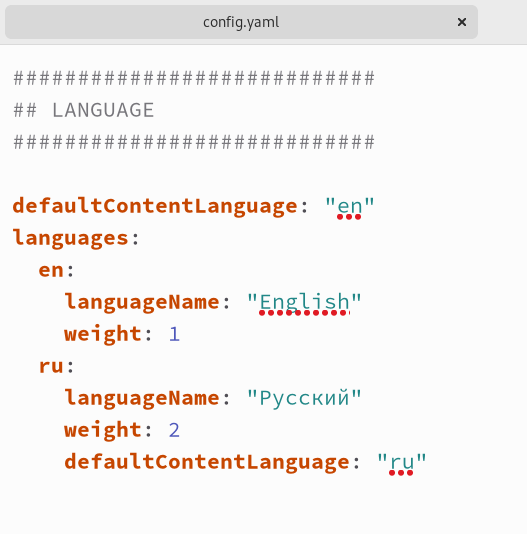 config.yaml ×
############################
## LANGUAGE
############################
defaultContentLanguage: "en"
languages:
  en:
    languageName: "English"
    weight: 1
  ru:
    languageName: "Русский"
    weight: 2
    defaultContentLanguage: "ru"